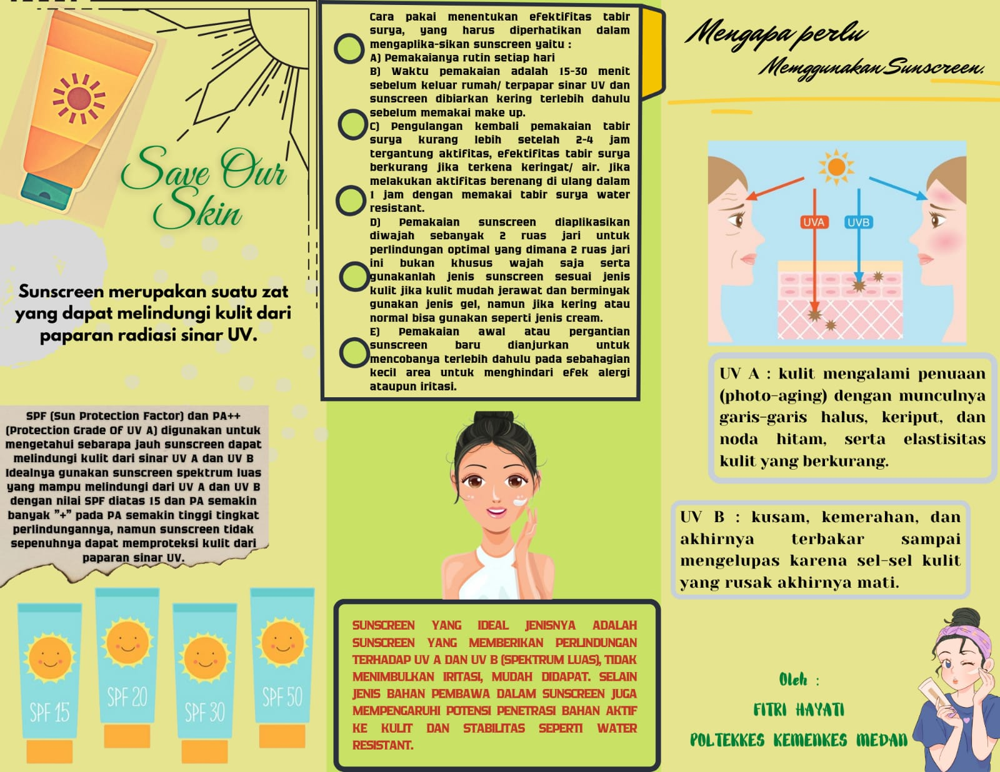 Save Our
Skin
Sunscreen merupakan suatu zat
yang dapat melindungi kulit dari
paparan radiasi sinar UV.
SPF (Sun Protection Factor) dan PA++
(Protection Grade Of UV A) digunakan untuk
mengetahui sebarapa jauh sunscreen dapat
melindungi kulit dari sinar UV A dan UV B
Idealnya gunakan sunscreen spektrum luas
yang mampu melindungi dari UV A dan UV B
dengan nilai SPF diatas 15 dan PA semakin
banyak "+" pada PA semakin tinggi tingkat
perlindungannya, namun sunscreen tidak
sepenuhnya dapat memproteksi kulit dari
paparan sinar UV.
SPF 15
SPF 20
SPF 30
SPF 50
Cara pakai menentukan efektifitas tabir
surya, yang harus diperhatikan dalam
mengaplika-sikan sunscreen yaitu :
A) Pemakaianya rutin setiap hari
B) Waktu pemakaian adalah 15-30 menit
sebelum keluar rumah/ terpapar sinar UV dan
sunscreen dibiarkan kering terlebih dahulu
sebelum memakai make up.
C) Pengulangan kembali pemakaian tabir
surya kurang lebih setelah 2-4 jam
tergantung aktifitas, efektifitas tabir surya
berkurang jika terkena keringat/ air. Jika
melakukan aktifitas berenang di ulang dalam
1 jam dengan memakai tabir surya water
resistant.
D) Pemakaian sunscreen diaplikasikan
diwajah sebanyak 2 ruas jari untuk
perlindungan optimal yang dimana 2 ruas jari
ini bukan khusus wajah saja serta
gunakanlah jenis sunscreen sesuai jenis
kulit jika kulit mudah jerawat dan berminyak
gunakan jenis gel, namun jika kering atau
normal bisa gunakan seperti jenis cream.
E) Pemakaian awal atau pergantian
sunscreen baru dianjurkan untuk
mencobanya terlebih dahulu pada sebahagian
kecil area untuk menghindari efek alergi
ataupun iritasi.
SUNSCREEN YANG IDEAL JENISNYA ADALAH
SUNSCREEN YANG MEMBERIKAN PERLINDUNGAN
TERHADAP UV A DAN UV B (SPEKTRUM LUAS), TIDAK
MENIMBULKAN IRITASI, MUDAH DIDAPAT. SELAIN
JENIS BAHAN PEMBAWA DALAM SUNSCREEN JUGA
MEMPENGARUHI POTENSI PENETRASI BAHAN AKTIF
KE KULIT DAN STABILITAS SEPERTI WATER
RESISTANT.
Mengapa perlu
Memggunakan Sunscreen.
UVA
UVB
UV A : kulit mengalami penuaan
(photo-aging) dengan munculnya
garis-garis halus, keriput, dan
noda hitam, serta elastisitas
kulit yang berkurang.
UV B : kusam, kemerahan, dan
akhirnya terbakar sampai
mengelupas karena sel-sel kulit
yang rusak akhirnya mati.
Oleh :
FITRI HAYATI
POLTEKKES KEMENKES MEDAN